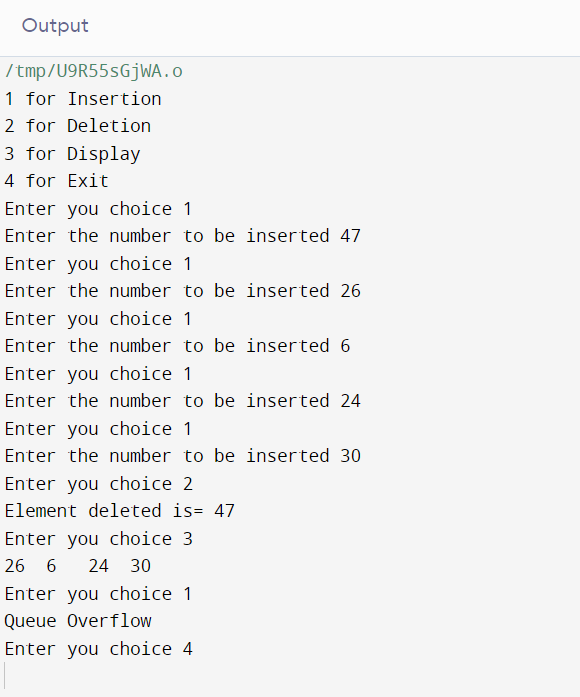 Output
/tmp/U9R55sGjWA.o
1 for Insertion
2 for Deletion
3 for Display
4 for Exit
Enter you choice 1
Enter the number to be inserted 47
Enter you choice 1
Enter the number to be inserted 26
Enter you choice 1
Enter the number to be inserted 6
Enter you choice 1
Enter the number to be inserted 24
Enter you choice 1
Enter the number to be inserted 30
Enter you choice 2
Element deleted is= 47
Enter you choice 3
26  6   24  30
Enter you choice 1
Queue Overflow
Enter you choice 4